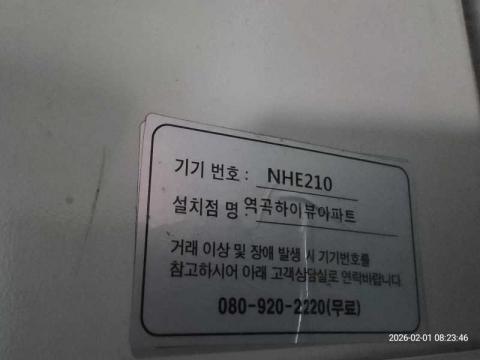 기기 번호 : NHE210
설치점 명 : 역곡하이뷰아파트
거래 이상 및 장애 발생 시 기기번호를
참고하시어 아래 고객상담실로 연락바랍니다.
080-920-2220(무료)
2026-02-01 08:23:46